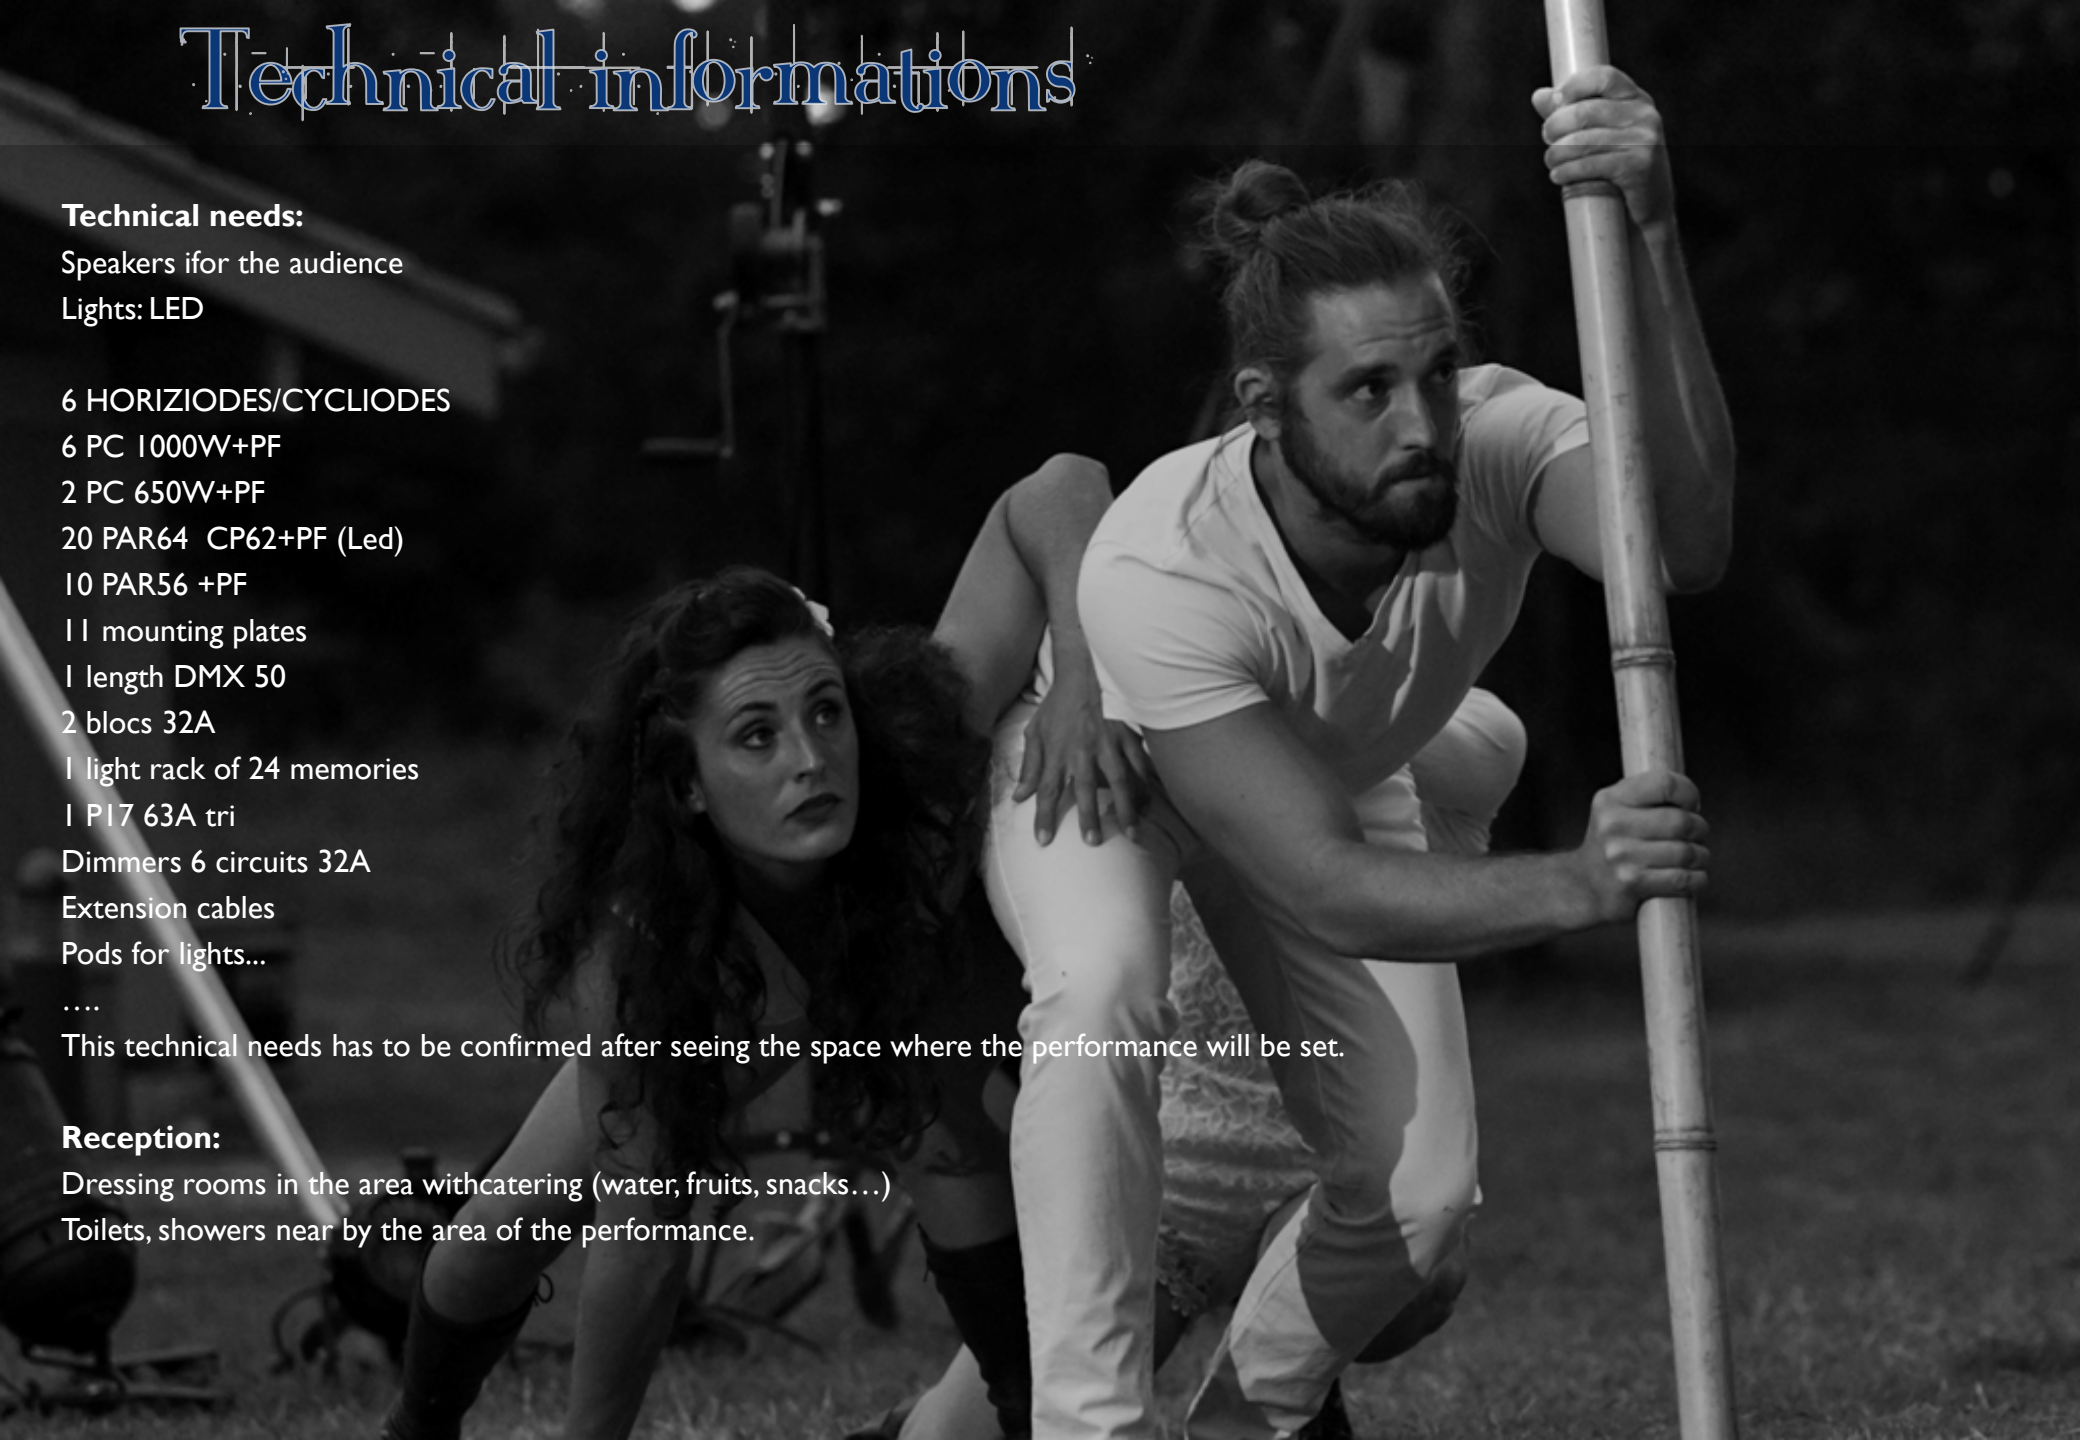 Technical informations
Technical needs:
Speakers ifor the audience
Lights: LED
6 HORIZIODES/CYCLIODES
6 PC 1000W+PF
2 PC 650W+PF
20 PAR64  CP62+PF (Led)
10 PAR56 +PF
11 mounting plates
1 length DMX 50
2 blocs 32A
1 light rack of 24 memories
1 P17 63A tri
Dimmers 6 circuits 32A
Extension cables
Pods for lights...
….
This technical needs has to be confirmed after seeing the space where the performance will be set.
Reception:
Dressing rooms in the area withcatering (water, fruits, snacks…)
Toilets, showers near by the area of the performance.